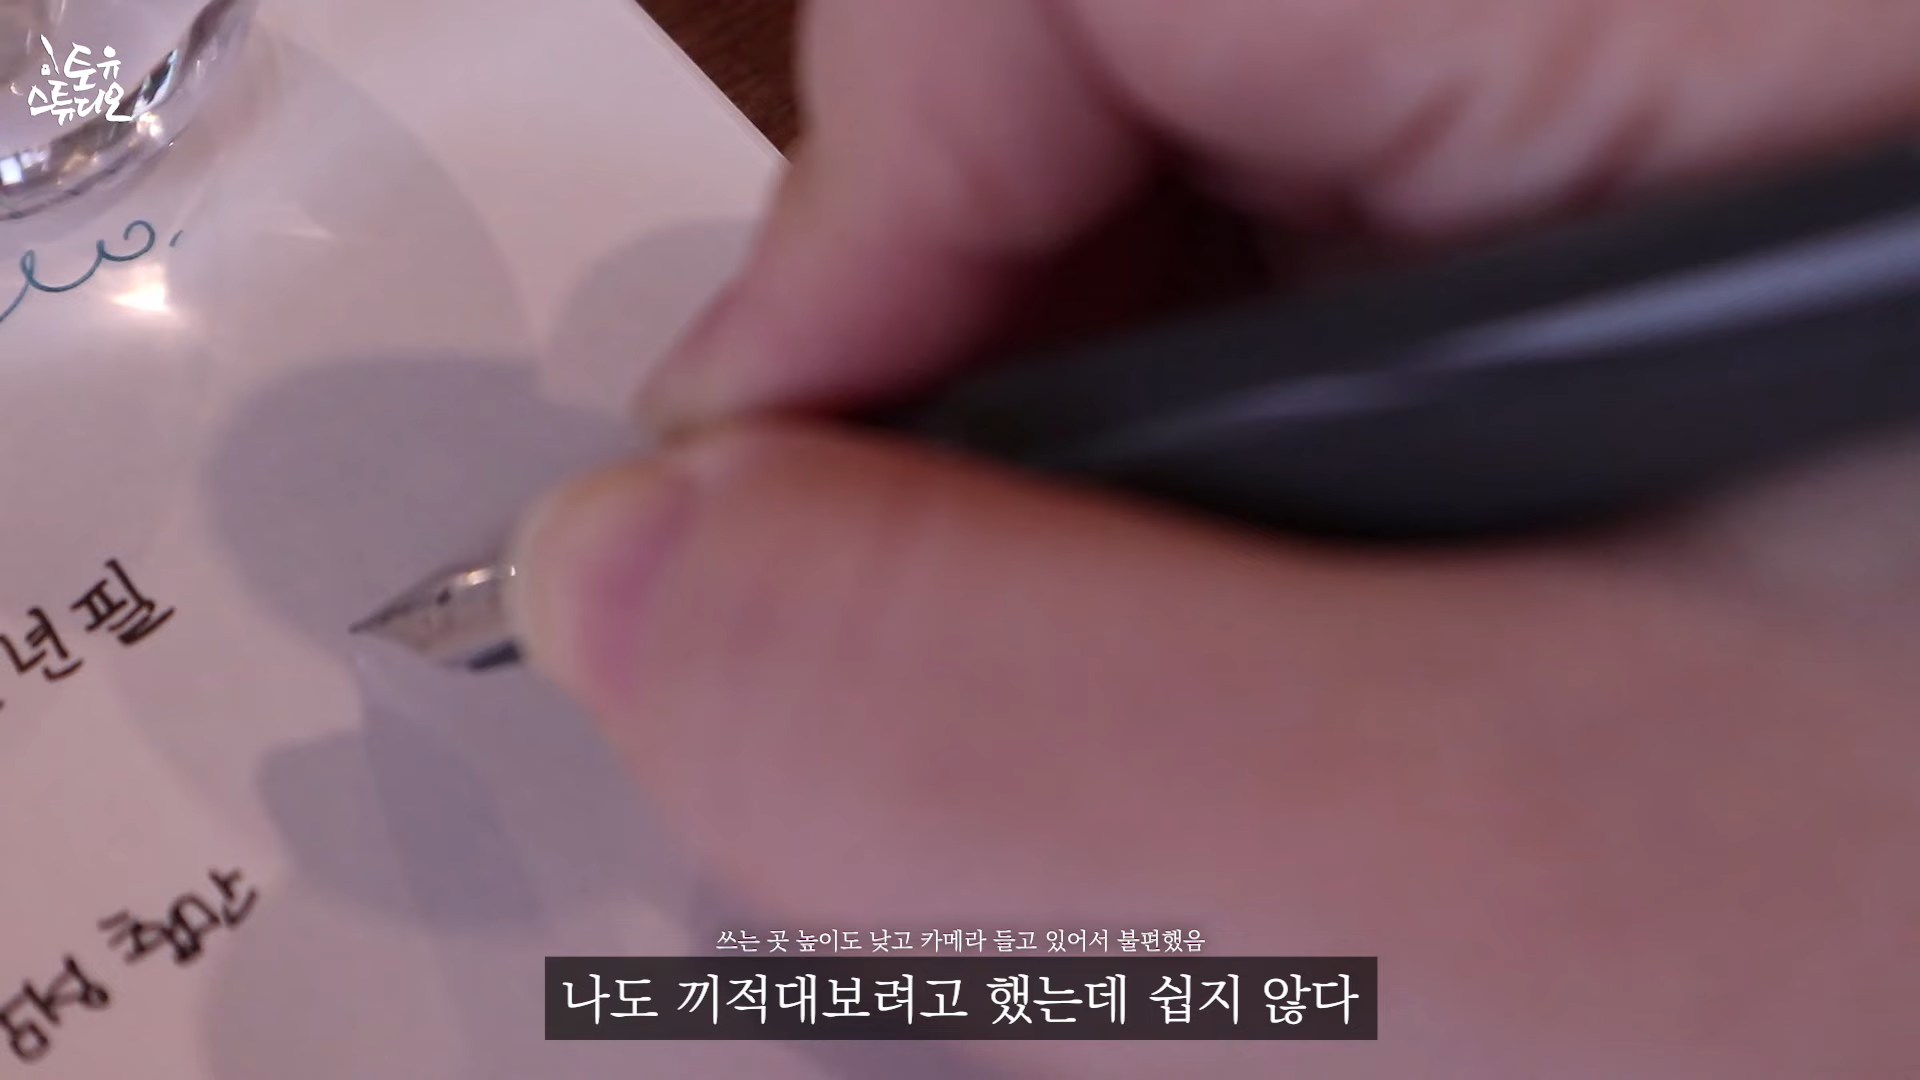 토유
스튜디오
년필
쓰는 곳 높이도 낮고 카메라 들고 있어서 불편했음
나도 끼적대보려고 했는데 쉽지 않다